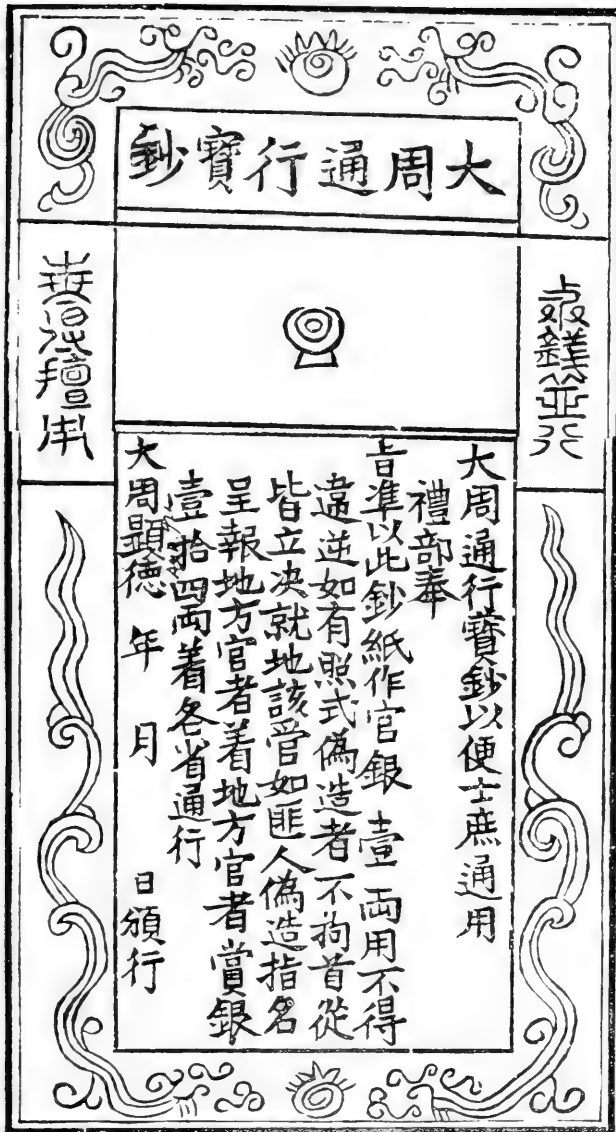 大周通行寶鈔
大周通行寶鈔以便士庶通用
禮部奉
旨準以此鈔紙作官銀 壹 兩用不得
違逆如有照式偽造者不拘首從
皆立決就地該管如匪人偽造指名
呈報地方官者着地方官者賞銀
壹拾四兩着各省通行
大周顯德 年 月 日頒行